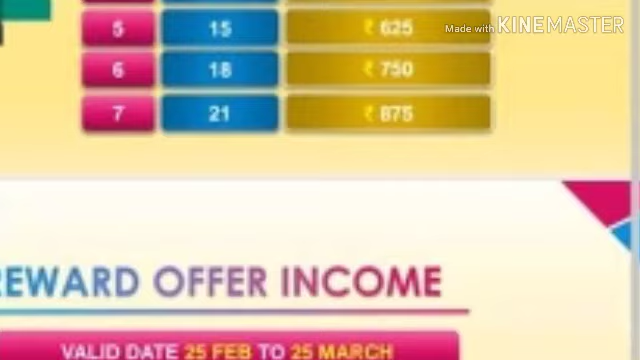 Made with KINEMASTER
5 15 ₹ 625
6 18 ₹ 750
7 21 ₹ 875
REWARD OFFER INCOME
VALID DATE 25 FEB TO 25 MARCH